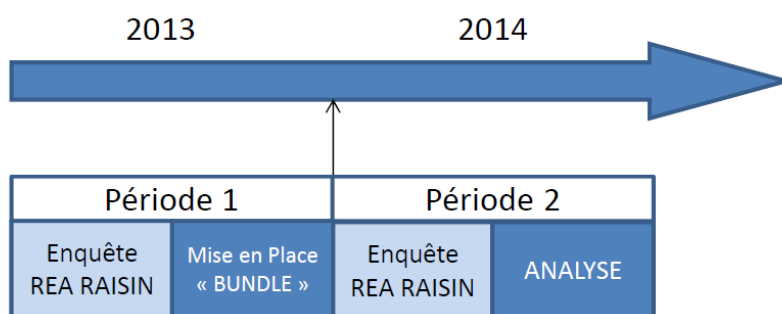 2013 2014
Période 1 Période 2
Enquête Mise en Place Enquête ANALYSE
REA RAISIN « BUNDLE » REA RAISIN